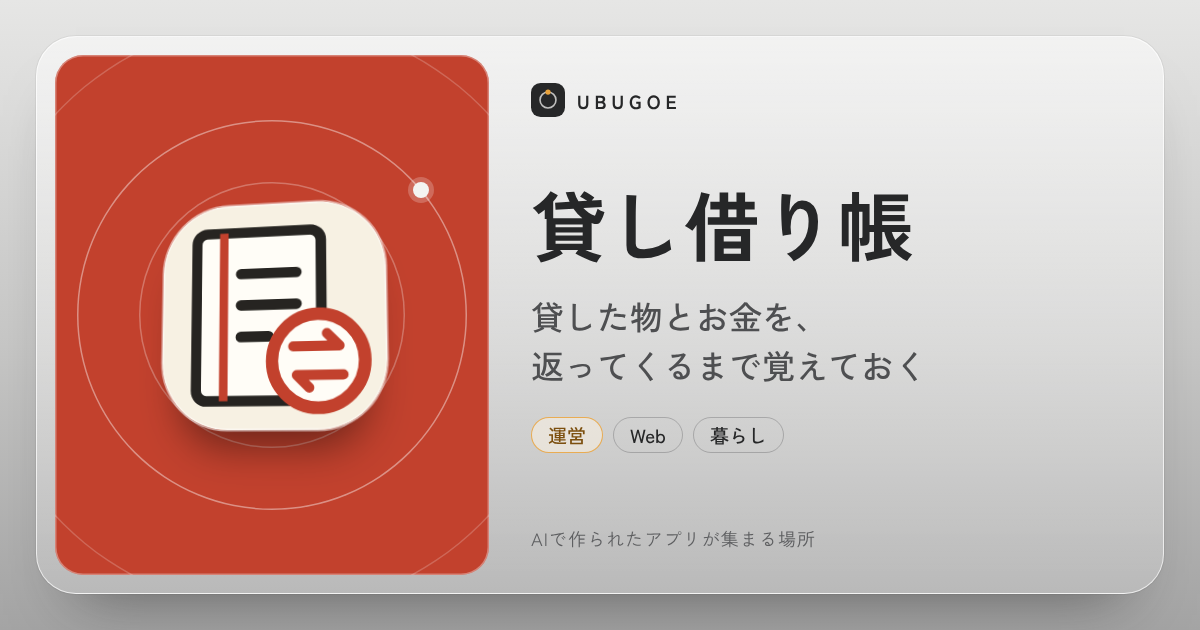 UBUGOE
貸し借り帳
貸した物とお金を、
返ってくるまで覚えておく
運営
Web
暮らし
AIで作られたアプリが集まる場所